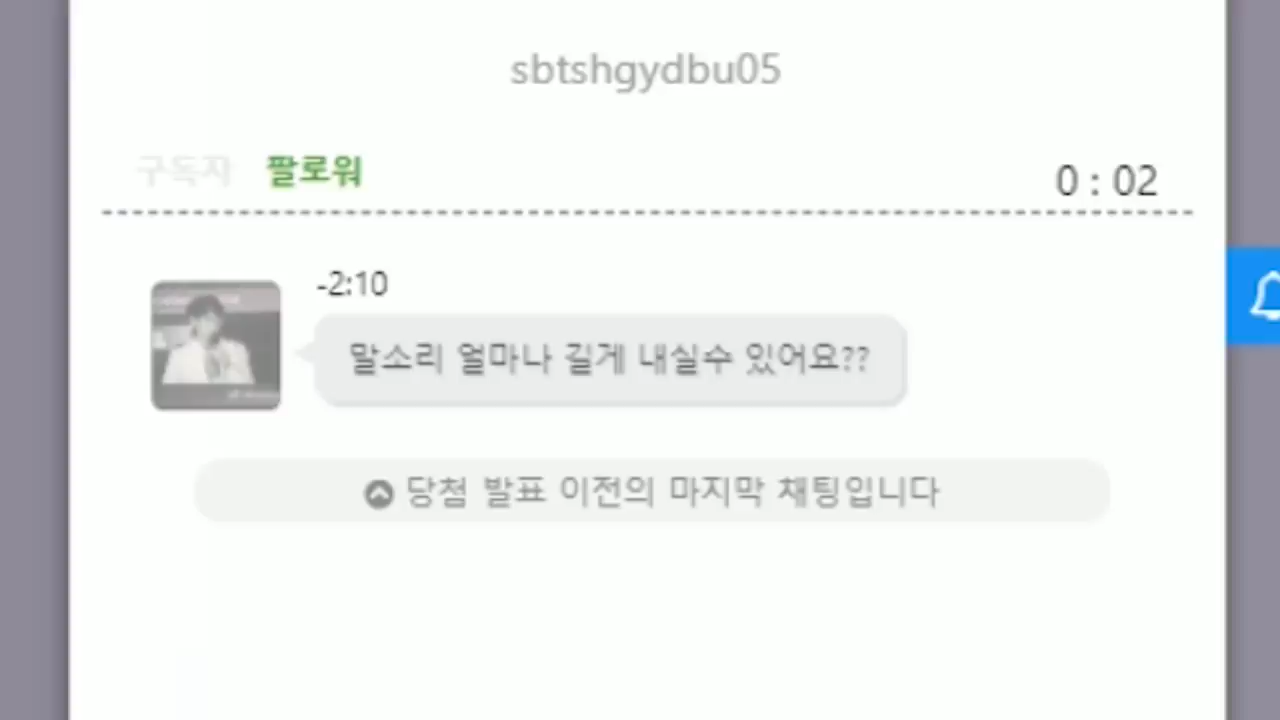 sbtshgydbu05
구독자 팔로워
0 : 02
-2:10
말소리 얼마나 길게 내실수 있어요??
당첨 발표 이전의 마지막 채팅입니다